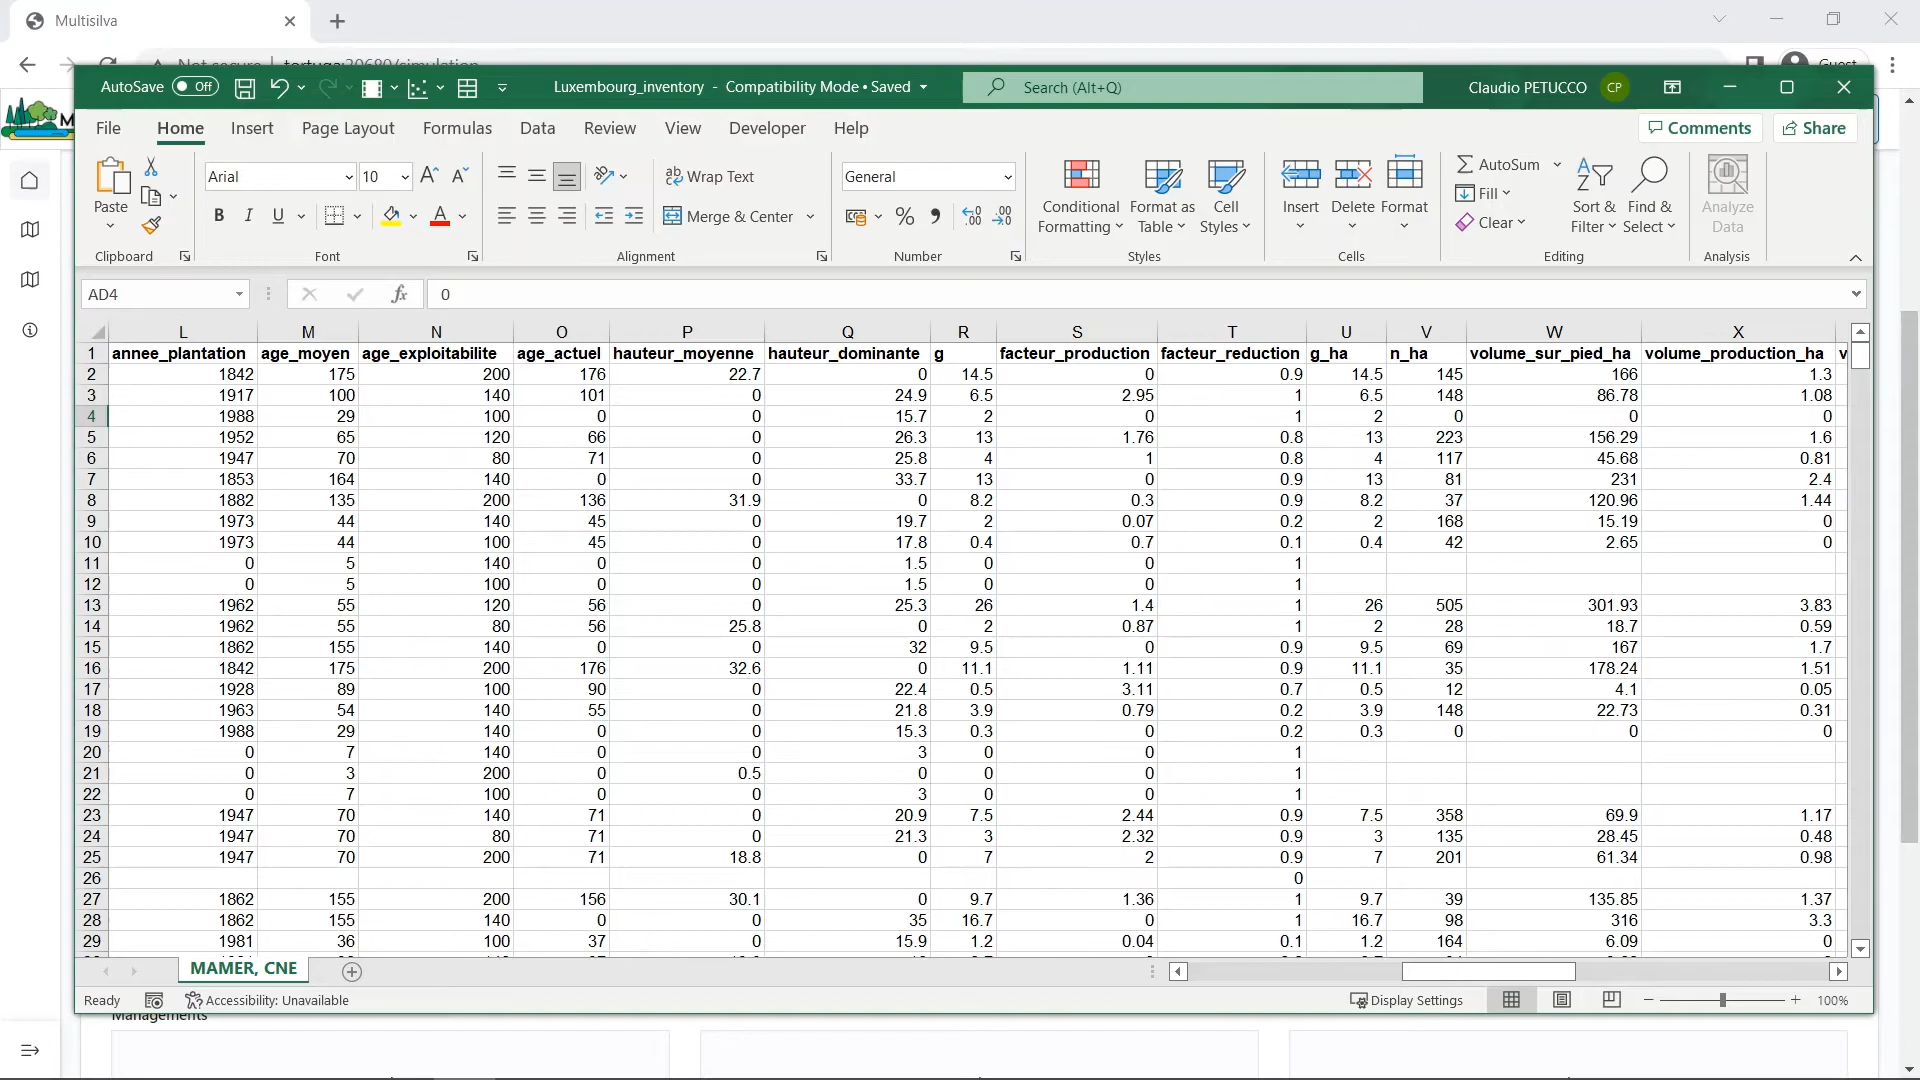 Multisilva
Not secure | tortuga:20680/simulation
Guest
AutoSave Off
Luxembourg_inventory - Compatibility Mode • Saved
Search (Alt+Q)
Claudio PETUCCO CP
File Home Insert Page Layout Formulas Data Review View Developer Help
Comments Share
Paste
Clipboard
Arial 10
B I U
Font
Wrap Text
Merge & Center
Alignment
General
Number
Conditional Formatting
Format as Table
Cell Styles
Styles
Insert Delete Format
Cells
AutoSum
Fill
Clear
Sort & Filter
Find & Select
Editing
Analyze Data
Analysis
AD4 fx 0
L M N O P Q R S T U V W X
1 annee_plantation age_moyen age_exploitabilite age_actuel hauteur_moyenne hauteur_dominante g facteur_production facteur_reduction g_ha n_ha volume_sur_pied_ha volume_production_ha v
2 1842 175 200 176 22.7 0 14.5 0 0.9 14.5 145 166 1.3
3 1917 100 140 101 0 24.9 6.5 2.95 1 6.5 148 86.78 1.08
4 1988 29 100 0 0 15.7 2 0 1 2 0 0 0
5 1952 65 120 66 0 26.3 13 1.76 0.8 13 223 156.29 1.6
6 1947 70 80 71 0 25.8 4 1 0.8 4 117 45.68 0.81
7 1853 164 140 0 0 33.7 13 0 0.9 13 81 231 2.4
8 1882 135 200 136 31.9 0 8.2 0.3 0.9 8.2 37 120.96 1.44
9 1973 44 140 45 0 19.7 2 0.07 0.2 2 168 15.19 0
10 1973 44 100 45 0 17.8 0.4 0.7 0.1 0.4 42 2.65 0
11 0 5 140 0 0 1.5 0 0 1
12 0 5 100 0 0 1.5 0 0 1
13 1962 55 120 56 0 25.3 26 1.4 1 26 505 301.93 3.83
14 1962 55 80 56 25.8 0 2 0.87 1 2 28 18.7 0.59
15 1862 155 140 0 0 32 9.5 0 0.9 9.5 69 167 1.7
16 1842 175 200 176 32.6 0 11.1 1.11 0.9 11.1 35 178.24 1.51
17 1928 89 100 90 0 22.4 0.5 3.11 0.7 0.5 12 4.1 0.05
18 1963 54 140 55 0 21.8 3.9 0.79 0.2 3.9 148 22.73 0.31
19 1988 29 140 0 0 15.3 0.3 0 0.2 0.3 0 0 0
20 0 7 140 0 0 3 0 0 1
21 0 3 200 0 0.5 0 0 0 1
22 0 7 100 0 0 3 0 0 1
23 1947 70 140 71 0 20.9 7.5 2.44 0.9 7.5 358 69.9 1.17
24 1947 70 80 71 0 21.3 3 2.32 0.9 3 135 28.45 0.48
25 1947 70 200 71 18.8 0 7 2 0.9 7 201 61.34 0.98
26 0
27 1862 155 200 156 30.1 0 9.7 1.36 1 9.7 39 135.85 1.37
28 1862 155 140 0 0 35 16.7 0 1 16.7 98 316 3.3
29 1981 36 100 37 0 15.9 1.2 0.04 0.1 1.2 164 6.09 0
MAMER, CNE
Ready Accessibility: Unavailable Display Settings 100%
Managements